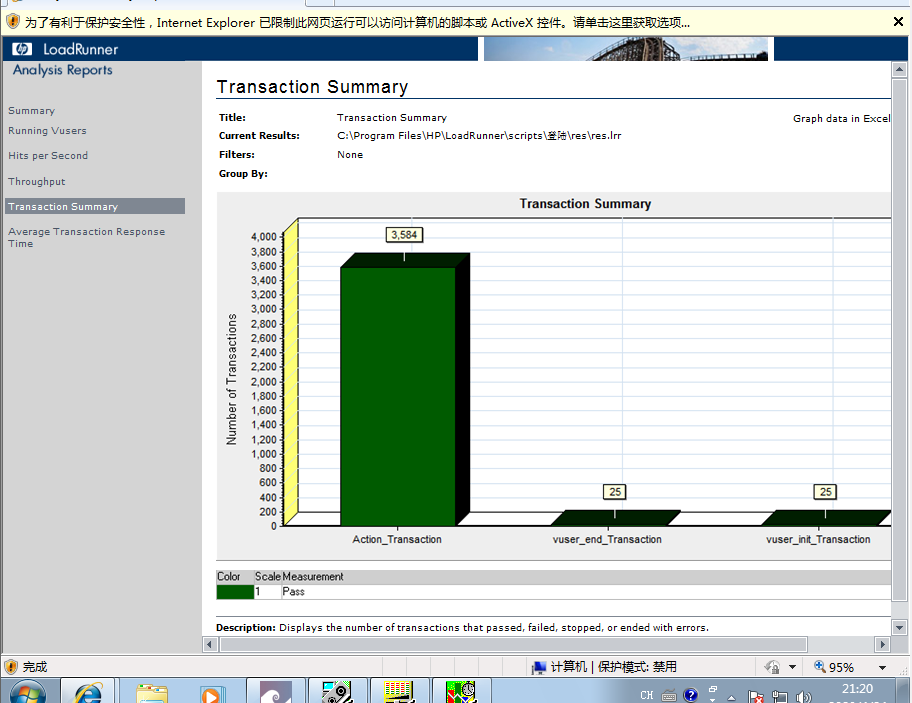 为了有利于保护安全性，Internet Explorer 已限制此网页运行可以访问计算机的脚本或 ActiveX 控件。请单击这里获取选项...
hp LoadRunner
Analysis Reports
Summary
Running Vusers
Hits per Second
Throughput
Transaction Summary
Average Transaction Response
Time
Transaction Summary
Title: Transaction Summary
Graph data in Excel
Current Results: C:\Program Files\HP\LoadRunner\scripts\登陆\res\res.lrr
Filters: None
Group By:
Transaction Summary
Number of Transactions
4,000
3,800
3,600
3,400
3,200
3,000
2,800
2,600
2,400
2,200
2,000
1,800
1,600
1,400
1,200
1,000
800
600
400
200
0
3,584
25
25
Action_Transaction
vuser_end_Transaction
vuser_init_Transaction
Color Scale Measurement
1 Pass
Description: Displays the number of transactions that passed, failed, stopped, or ended with errors.
完成
计算机 | 保护模式: 禁用
95%
CH
21:20